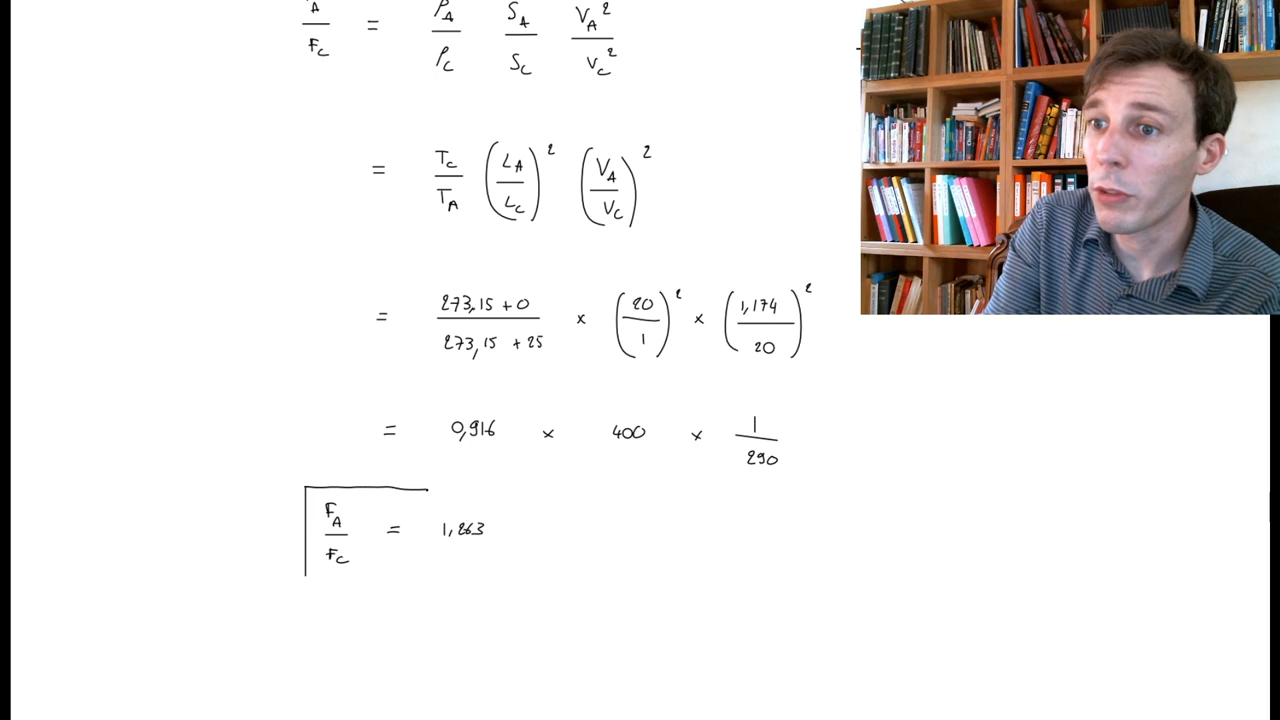 F_A / F_C = ρ_A / ρ_C S_A / S_C V_A² / V_C²
= T_C / T_A (L_A / L_C)² (V_A / V_C)²
= 273,15 + 0 / 273,15 + 25 × (20 / 1)² × (1,174 / 20)²
= 0,916 × 400 × 1 / 290
F_A / F_C = 1,263